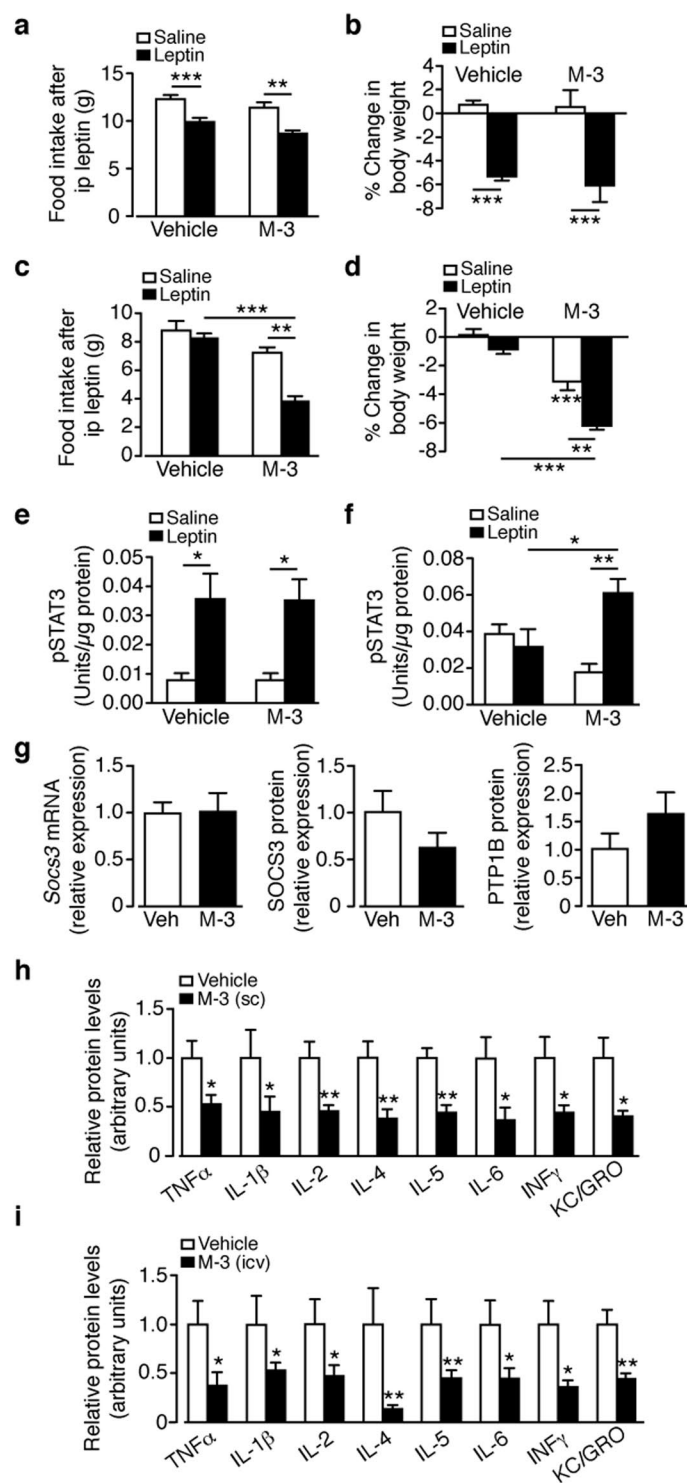 a
Saline
Leptin
Food intake after
ip leptin (g)
15
10
5
0
***
**
Vehicle
M-3
b
Saline
Leptin
Vehicle
M-3
% Change in
body weight
4
2
0
-2
-4
-6
-8
***
***
c
Saline
Leptin
Food intake after
ip leptin (g)
10
8
6
4
2
0
***
**
Vehicle
M-3
d
Saline
Leptin
Vehicle
M-3
% Change in
body weight
2
0
-2
-4
-6
-8
***
**
***
e
Saline
Leptin
pSTAT3
(Units/µg protein)
0.05
0.04
0.03
0.02
0.01
0.00
*
*
Vehicle
M-3
f
Saline
Leptin
pSTAT3
(Units/µg protein)
0.08
0.06
0.04
0.02
0.00
*
**
Vehicle
M-3
g
Socs3 mRNA
(relative expression)
1.5
1.0
0.5
0
Veh
M-3
SOCS3 protein
(relative expression)
1.5
1.0
0.5
0
Veh
M-3
PTP1B protein
(relative expression)
2.5
2.0
1.5
1.0
0.5
0
Veh
M-3
h
Vehicle
M-3 (sc)
Relative protein levels
(arbitrary units)
1.5
1.0
0.5
0
*
*
**
**
**
*
*
*
TNFα
IL-1β
IL-2
IL-4
IL-5
IL-6
INFγ
KC/GRO
i
Vehicle
M-3 (icv)
Relative protein levels
(arbitrary units)
1.5
1.0
0.5
0
*
*
*
**
**
*
*
**
TNFα
IL-1β
IL-2
IL-4
IL-5
IL-6
INFγ
KC/GRO